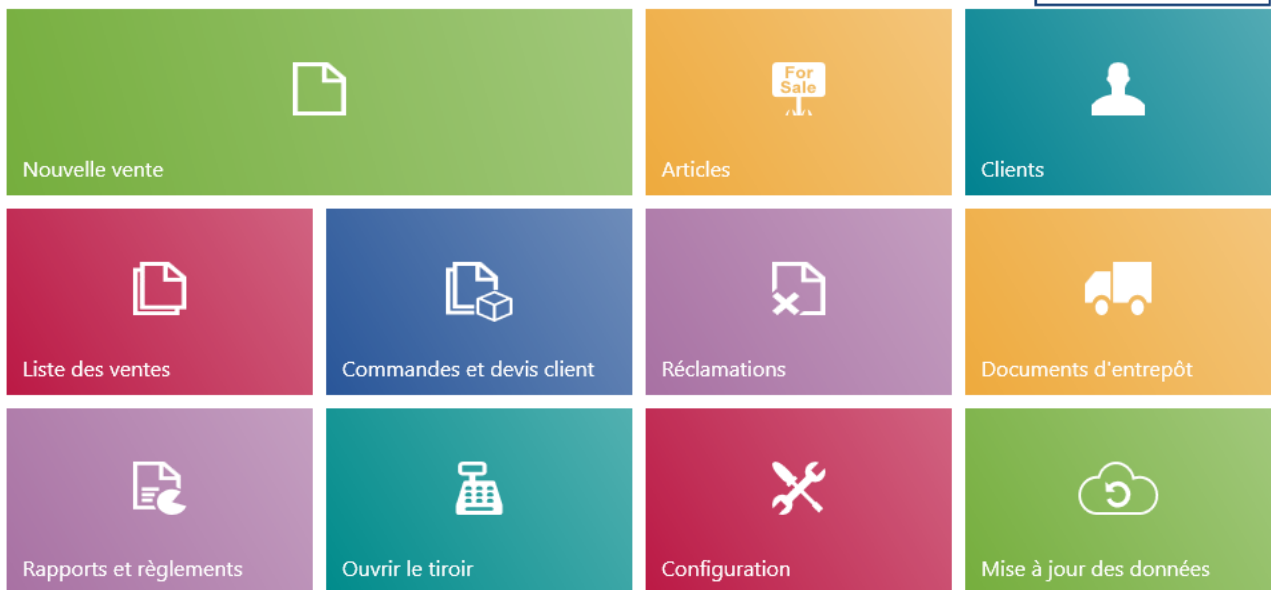 For
Sale
Nouvelle vente
Articles
Clients
Liste des ventes
Commandes et devis client
Réclamations
Documents d'entrepôt
Rapports et règlements
Ouvrir le tiroir
Configuration
Mise à jour des données